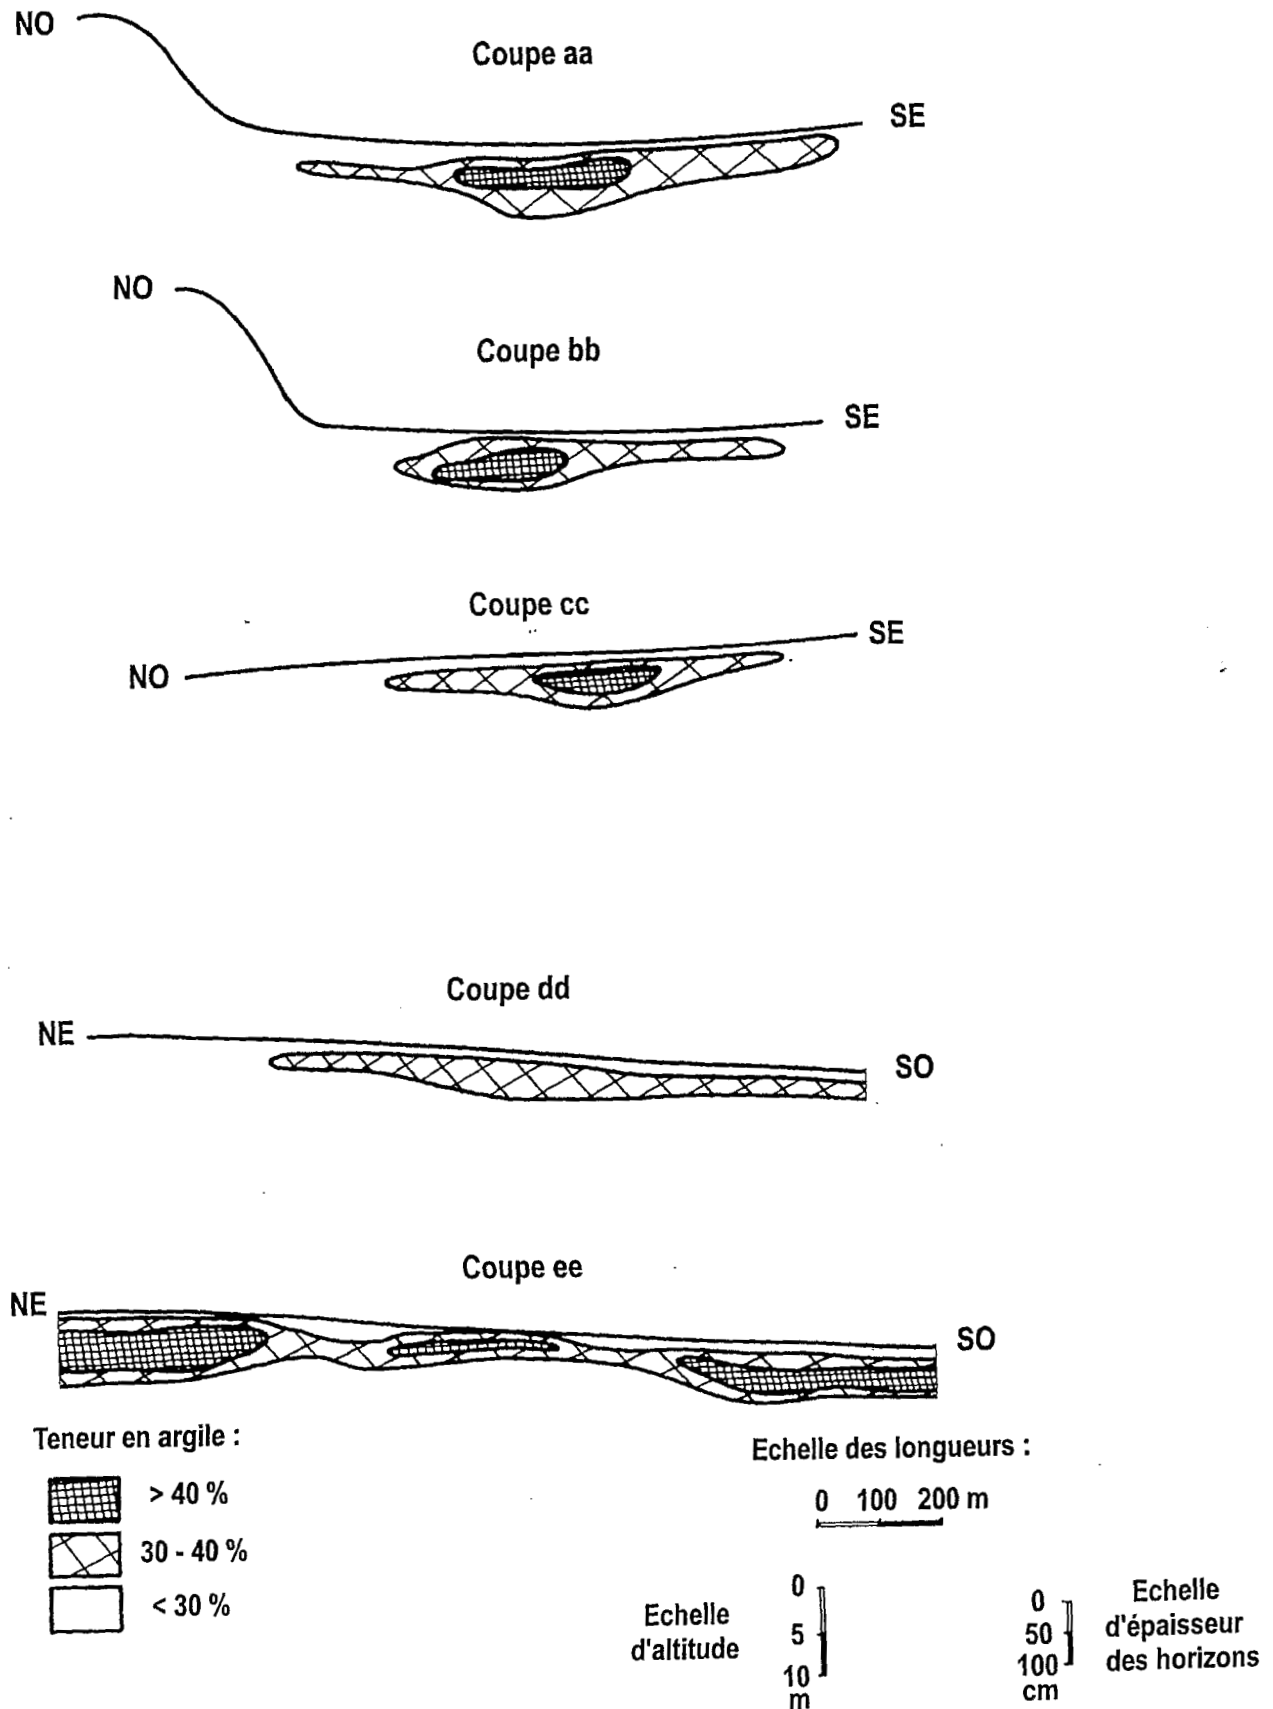 NO
Coupe aa
SE
NO
Coupe bb
SE
Coupe cc
SE
NO
Coupe dd
NE
SO
Coupe ee
NE
SO
Teneur en argile :
> 40 %
30 - 40 %
< 30 %
Echelle des longueurs :
0 100 200 m
Echelle
d'altitude
0
5
10
m
0
50
100
cm
Echelle
d'épaisseur
des horizons